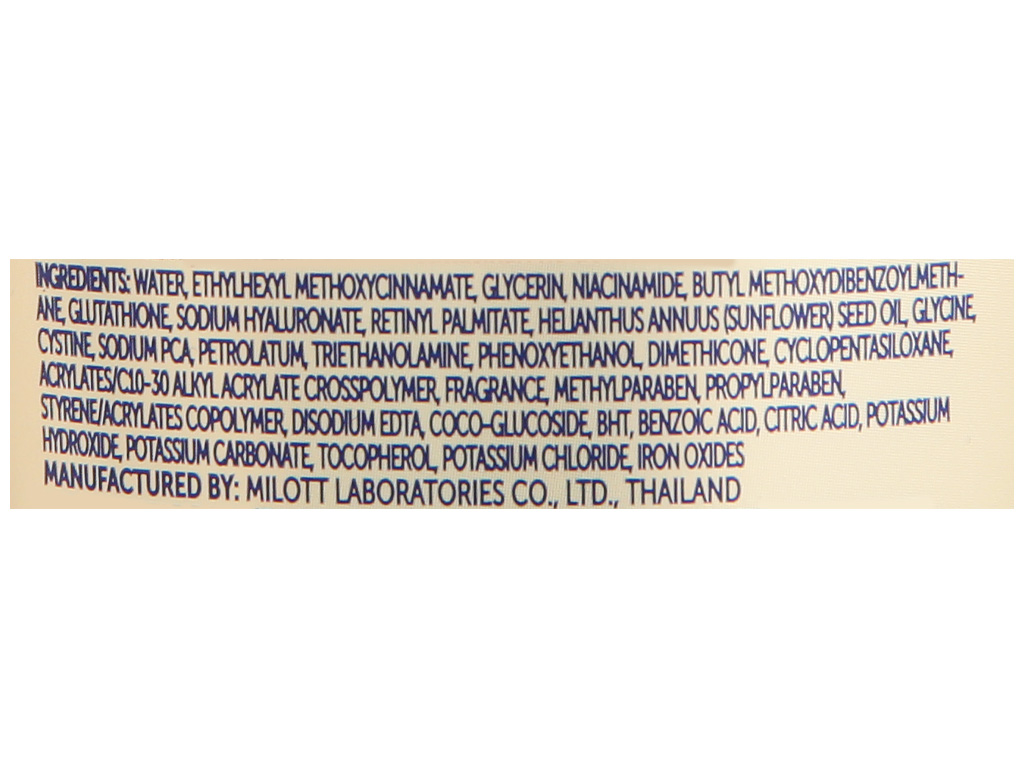 INGREDIENTS: WATER, ETHYLHEXYL METHOXYCINNAMATE, GLYCERIN, NIACINAMIDE, BUTYL METHOXYDIBENZOYLMETH-
ANE, GLUTATHIONE, SODIUM HYALURONATE, RETINYL PALMITATE, HELIANTHUS ANNUUS (SUNFLOWER) SEED OIL, GLYCINE,
CYSTINE, SODIUM PCA, PETROLATUM, TRIETHANOLAMINE, PHENOXYETHANOL, DIMETHICONE, CYCLOPENTASILOXANE,
ACRYLATES/C10-30 ALKYL ACRYLATE CROSSPOLYMER, FRAGRANCE, METHYLPARABEN, PROPYLPARABEN,
STYRENE/ACRYLATES COPOLYMER, DISODIUM EDTA, COCO-GLUCOSIDE, BHT, BENZOIC ACID, CITRIC ACID, POTASSIUM
HYDROXIDE, POTASSIUM CARBONATE, TOCOPHEROL, POTASSIUM CHLORIDE, IRON OXIDES
MANUFACTURED BY: MILOTT LABORATORIES CO., LTD., THAILAND